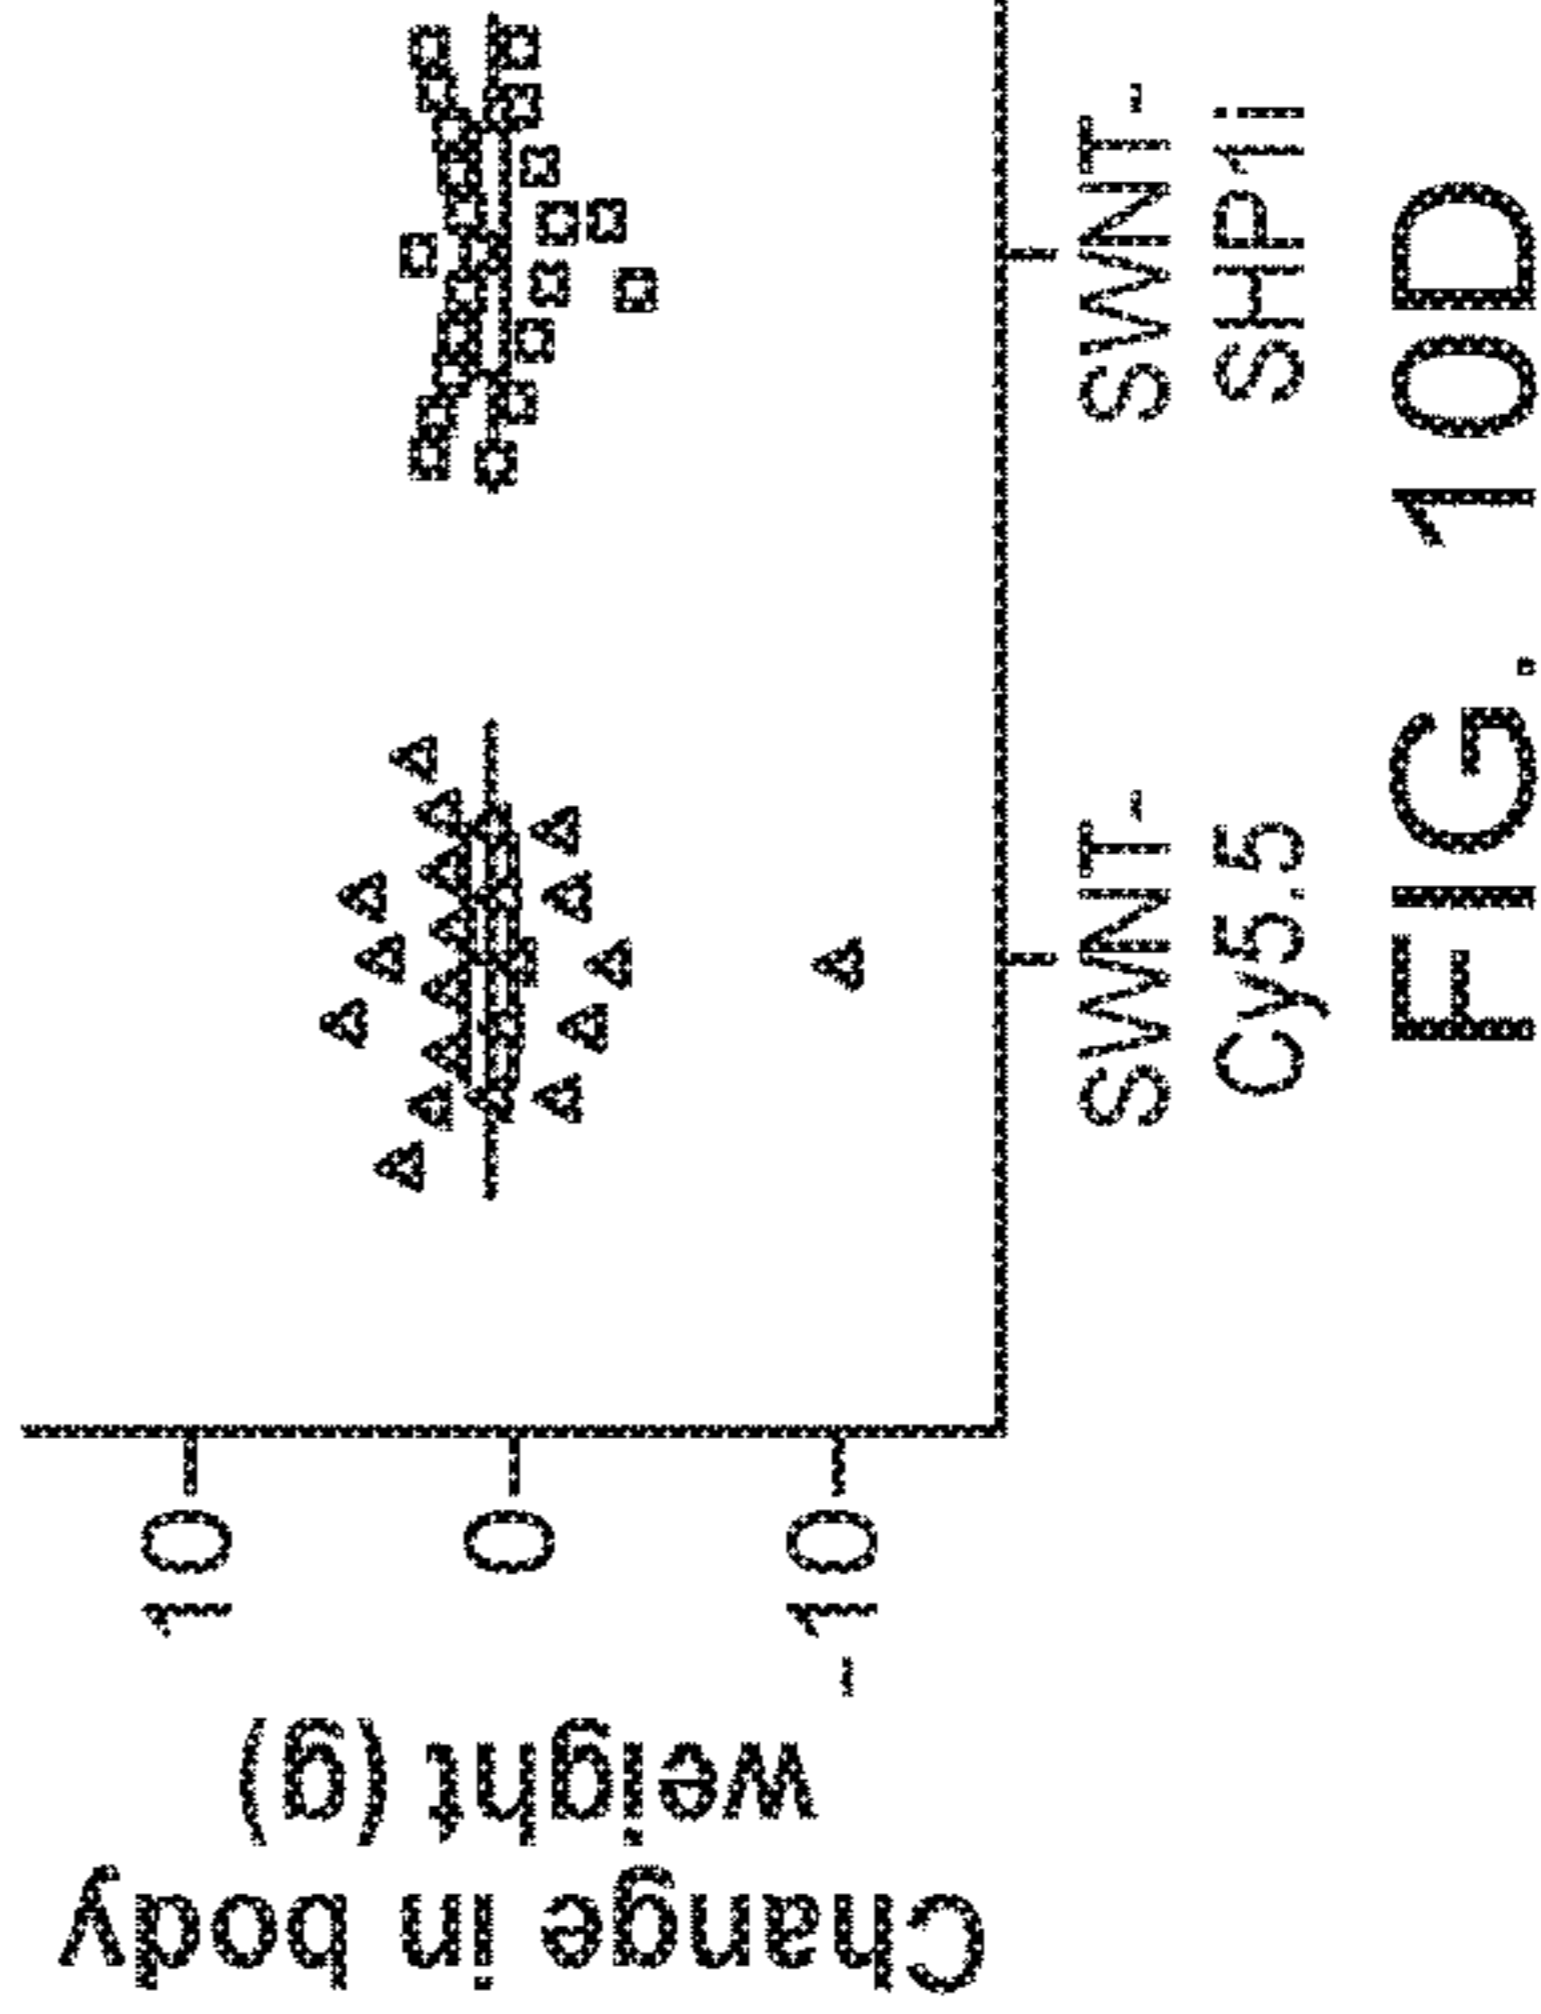 Change in body
weight (g)
10
0
-10
SWNT-
Cy5.5
SWNT-
SHP1i
FIG. 10D